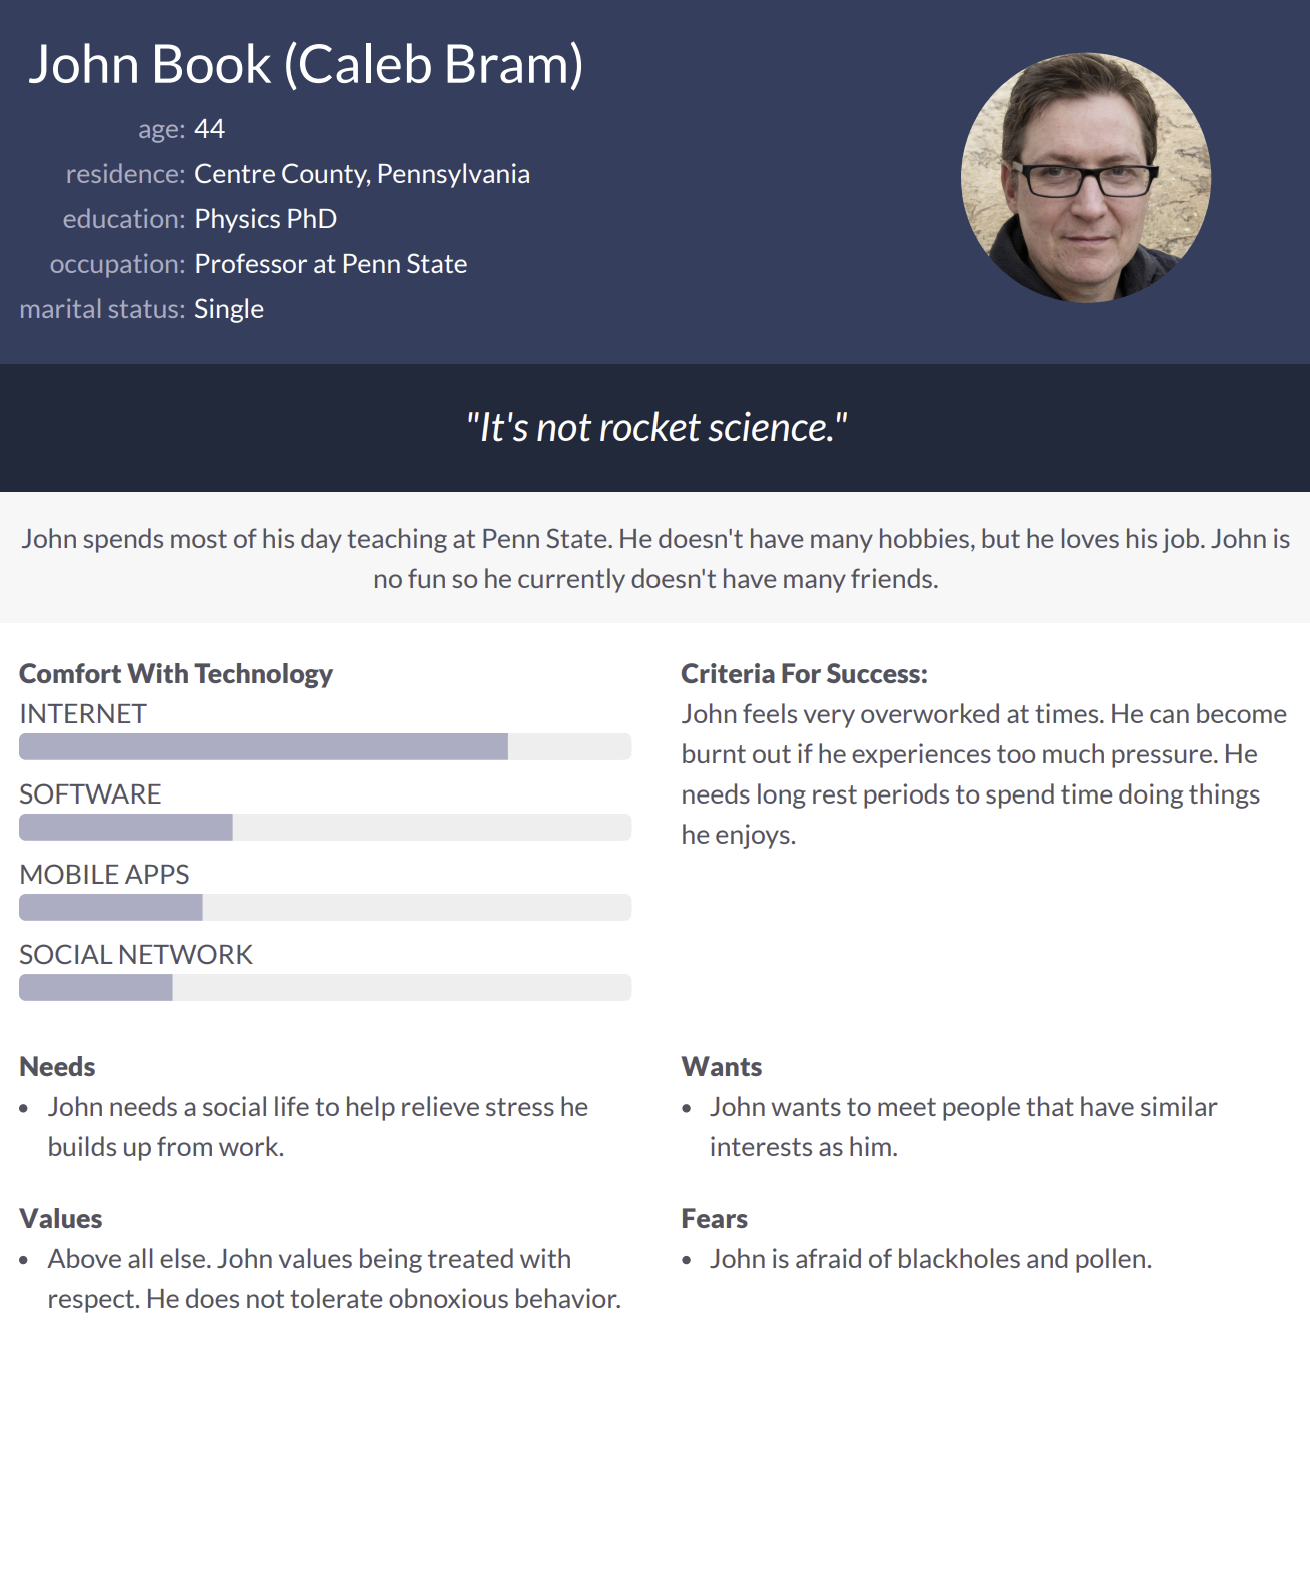 John Book (Caleb Bram)
age: 44
residence: Centre County, Pennsylvania
education: Physics PhD
occupation: Professor at Penn State
marital status: Single
"It's not rocket science."
John spends most of his day teaching at Penn State. He doesn't have many hobbies, but he loves his job. John is
no fun so he currently doesn't have many friends.
Comfort With Technology
INTERNET
SOFTWARE
MOBILE APPS
SOCIAL NETWORK
Criteria For Success:
John feels very overworked at times. He can become
burnt out if he experiences too much pressure. He
needs long rest periods to spend time doing things
he enjoys.
Needs
• John needs a social life to help relieve stress he
builds up from work.
Wants
• John wants to meet people that have similar
interests as him.
Values
• Above all else. John values being treated with
respect. He does not tolerate obnoxious behavior.
Fears
• John is afraid of blackholes and pollen.